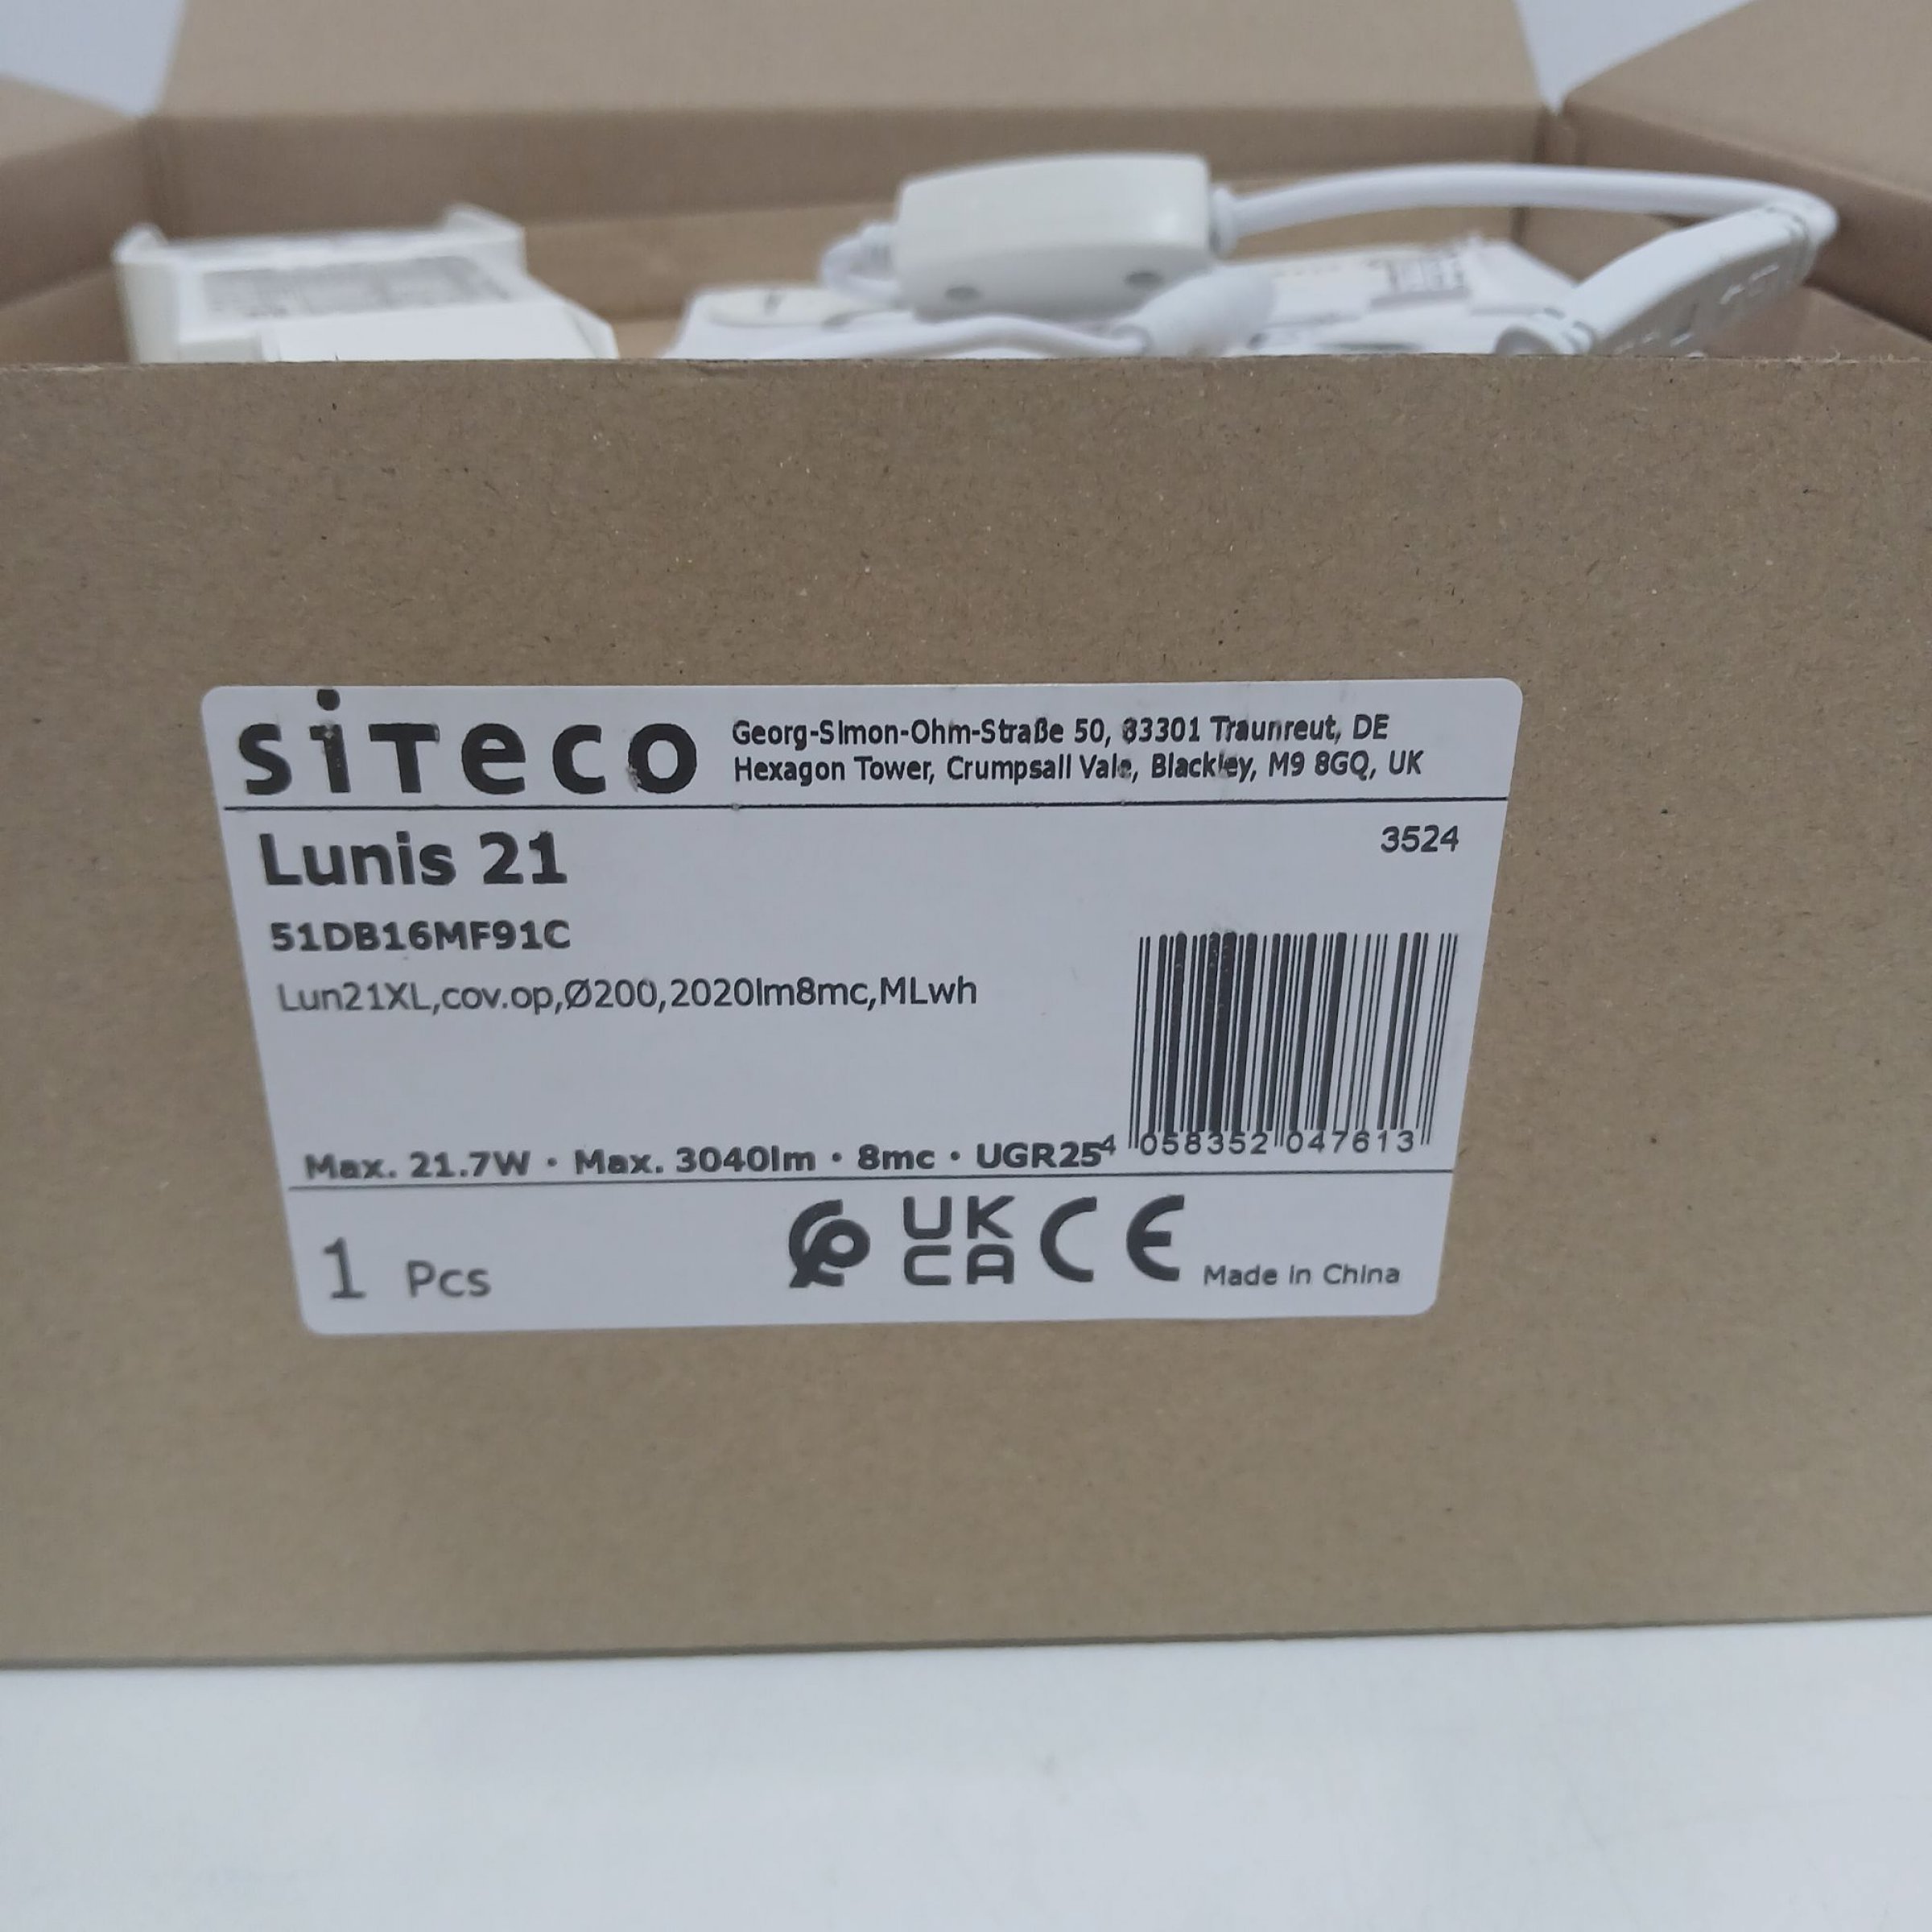 siteco
Georg-Simon-Ohm-Straße 50, 83301 Traunreut, DE
Hexagon Tower, Crumpsall Vale, Blackley, M9 8GQ, UK
Lunis 21
3524
51DB16MF91C
Lun21XL,cov.op,Ø200,2020lm8mc,MLwh
Max. 21.7W · Max. 3040lm · 8mc · UGR25
4 058352 047613
1 Pcs
UK
CA
CE
Made in China